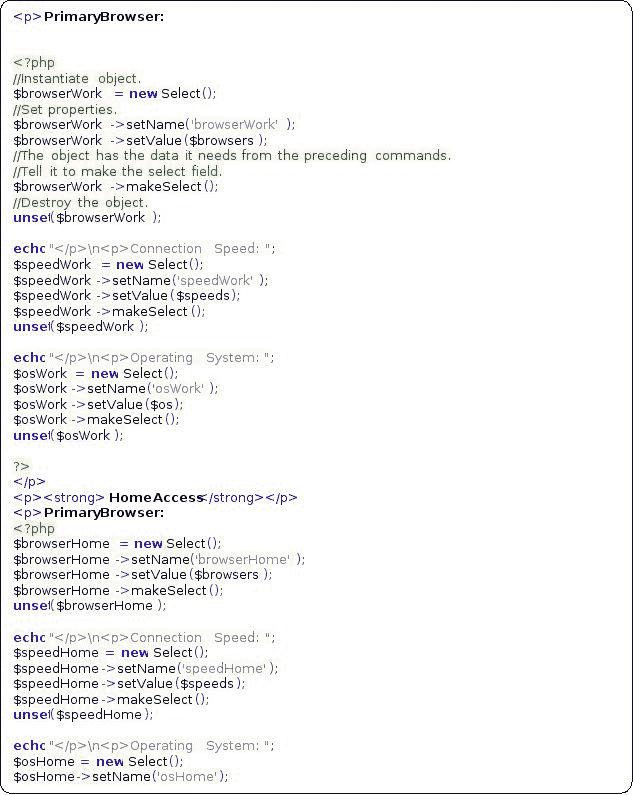 <p> PrimaryBrowser:
<?php
//Instantiate object.
$browserWork = new Select();
//Set properties.
$browserWork ->setName('browserWork' );
$browserWork ->setValue($browsers );
//The object has the data it needs from the preceding commands.
//Tell it to make the select field.
$browserWork ->makeSelect();
//Destroy the object.
unset($browserWork );
echo "</p>\n<p>Connection Speed: ";
$speedWork = new Select();
$speedWork ->setName('speedWork' );
$speedWork ->setValue($speeds);
$speedWork ->makeSelect();
unset($speedWork );
echo "</p>\n<p>Operating System: ";
$osWork = new Select();
$osWork ->setName('osWork' );
$osWork ->setValue($os);
$osWork ->makeSelect();
unset($osWork );
?>
</p>
<p><strong> HomeAccess</strong></p>
<p> PrimaryBrowser:
<?php
$browserHome = new Select();
$browserHome ->setName('browserHome' );
$browserHome ->setValue($browsers );
$browserHome ->makeSelect();
unset($browserHome );
echo "</p>\n<p>Connection Speed: ";
$speedHome = new Select();
$speedHome->setName('speedHome');
$speedHome->setValue($speeds);
$speedHome->makeSelect();
unset($speedHome);
echo "</p>\n<p>Operating System: ";
$osHome = new Select();
$osHome->setName('osHome');